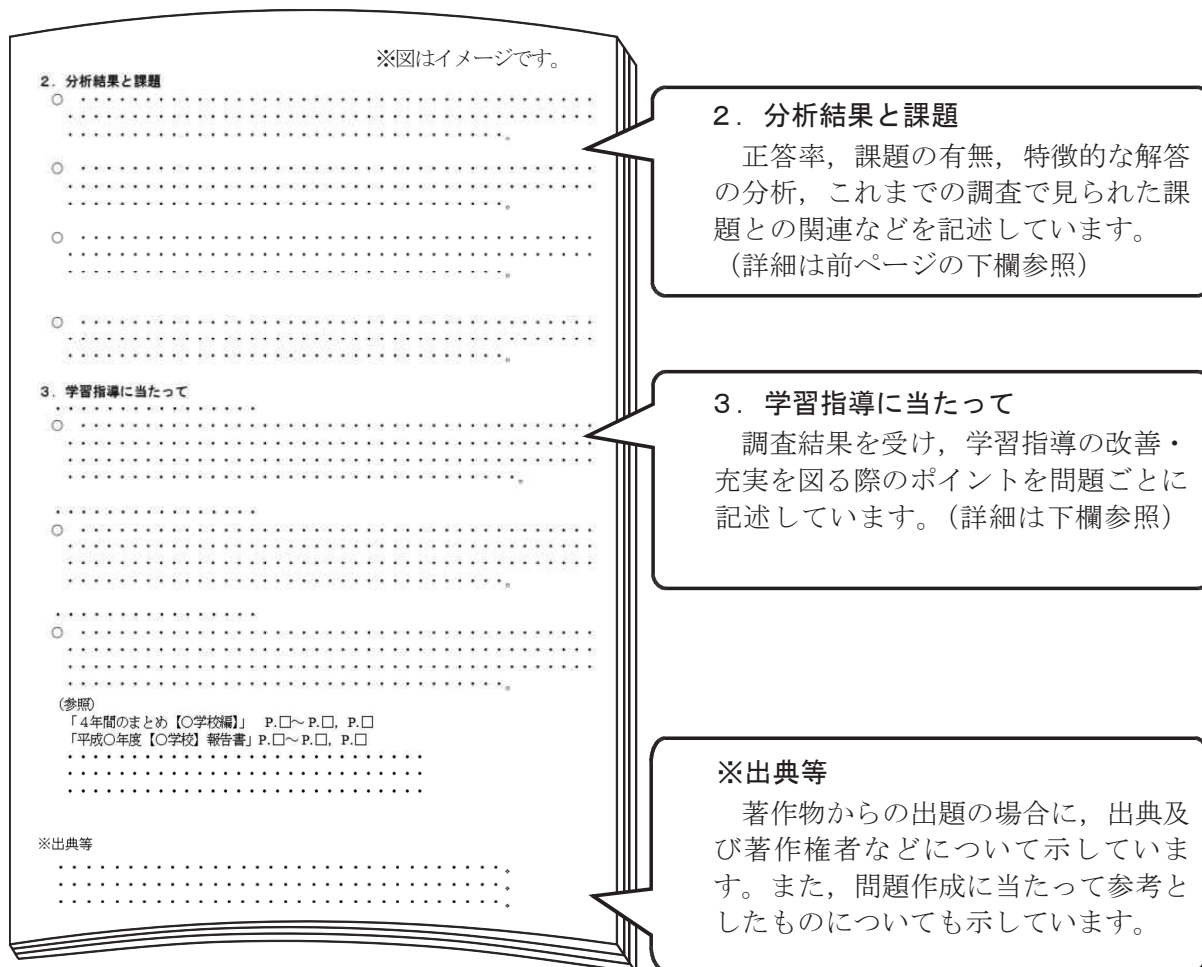 ※図はイメージです。
2．分析結果と課題
○
○
○
○
3．学習指導に当たって
○
○
○
(参照)
「4年間のまとめ【○学校編】」 P.□～P.□，P.□
「平成○年度【○学校】報告書」P.□～P.□，P.□
※出典等
2．分析結果と課題
正答率，課題の有無，特徴的な解答
の分析，これまでの調査で見られた課
題との関連などを記述しています。
（詳細は前ページの下欄参照）
3．学習指導に当たって
調査結果を受け，学習指導の改善・
充実を図る際のポイントを問題ごとに
記述しています。（詳細は下欄参照）
※出典等
著作物からの出題の場合に，出典及
び著作権者などについて示していま
す。また，問題作成に当たって参考と
したものについても示しています。